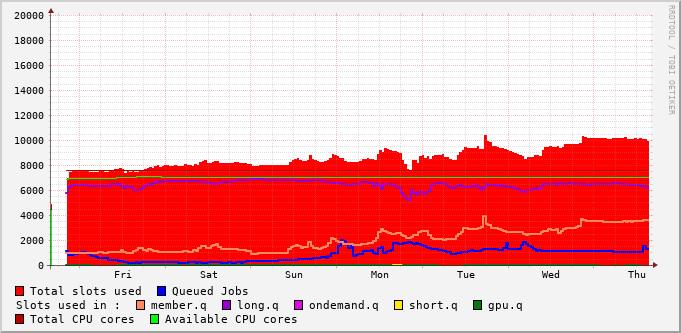 20000
18000
16000
14000
12000
10000
8000
6000
4000
2000
0
Fri Sat Sun Mon Tue Wed Thu
Total slots used Queued Jobs
Slots used in : member.q long.q ondemand.q short.q gpu.q
Total CPU cores Available CPU cores
RRDTOOL / TOBI OETIKER